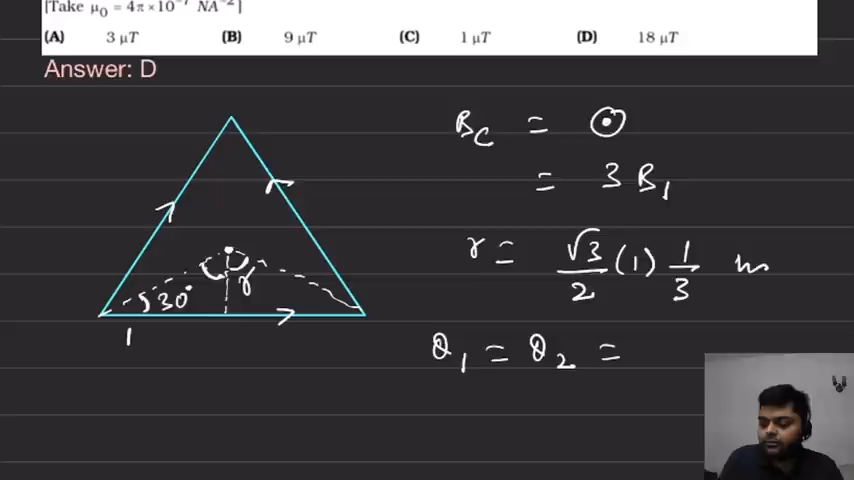 [Take μ₀ = 4π×10⁻⁷ NA⁻²]
(A) 3 μT (B) 9 μT (C) 1 μT (D) 18 μT
Answer: D
B_C = ⊙
= 3 B₁
r = √3/2 (1) 1/3 m
θ₁ = θ₂ =
30°
r
1